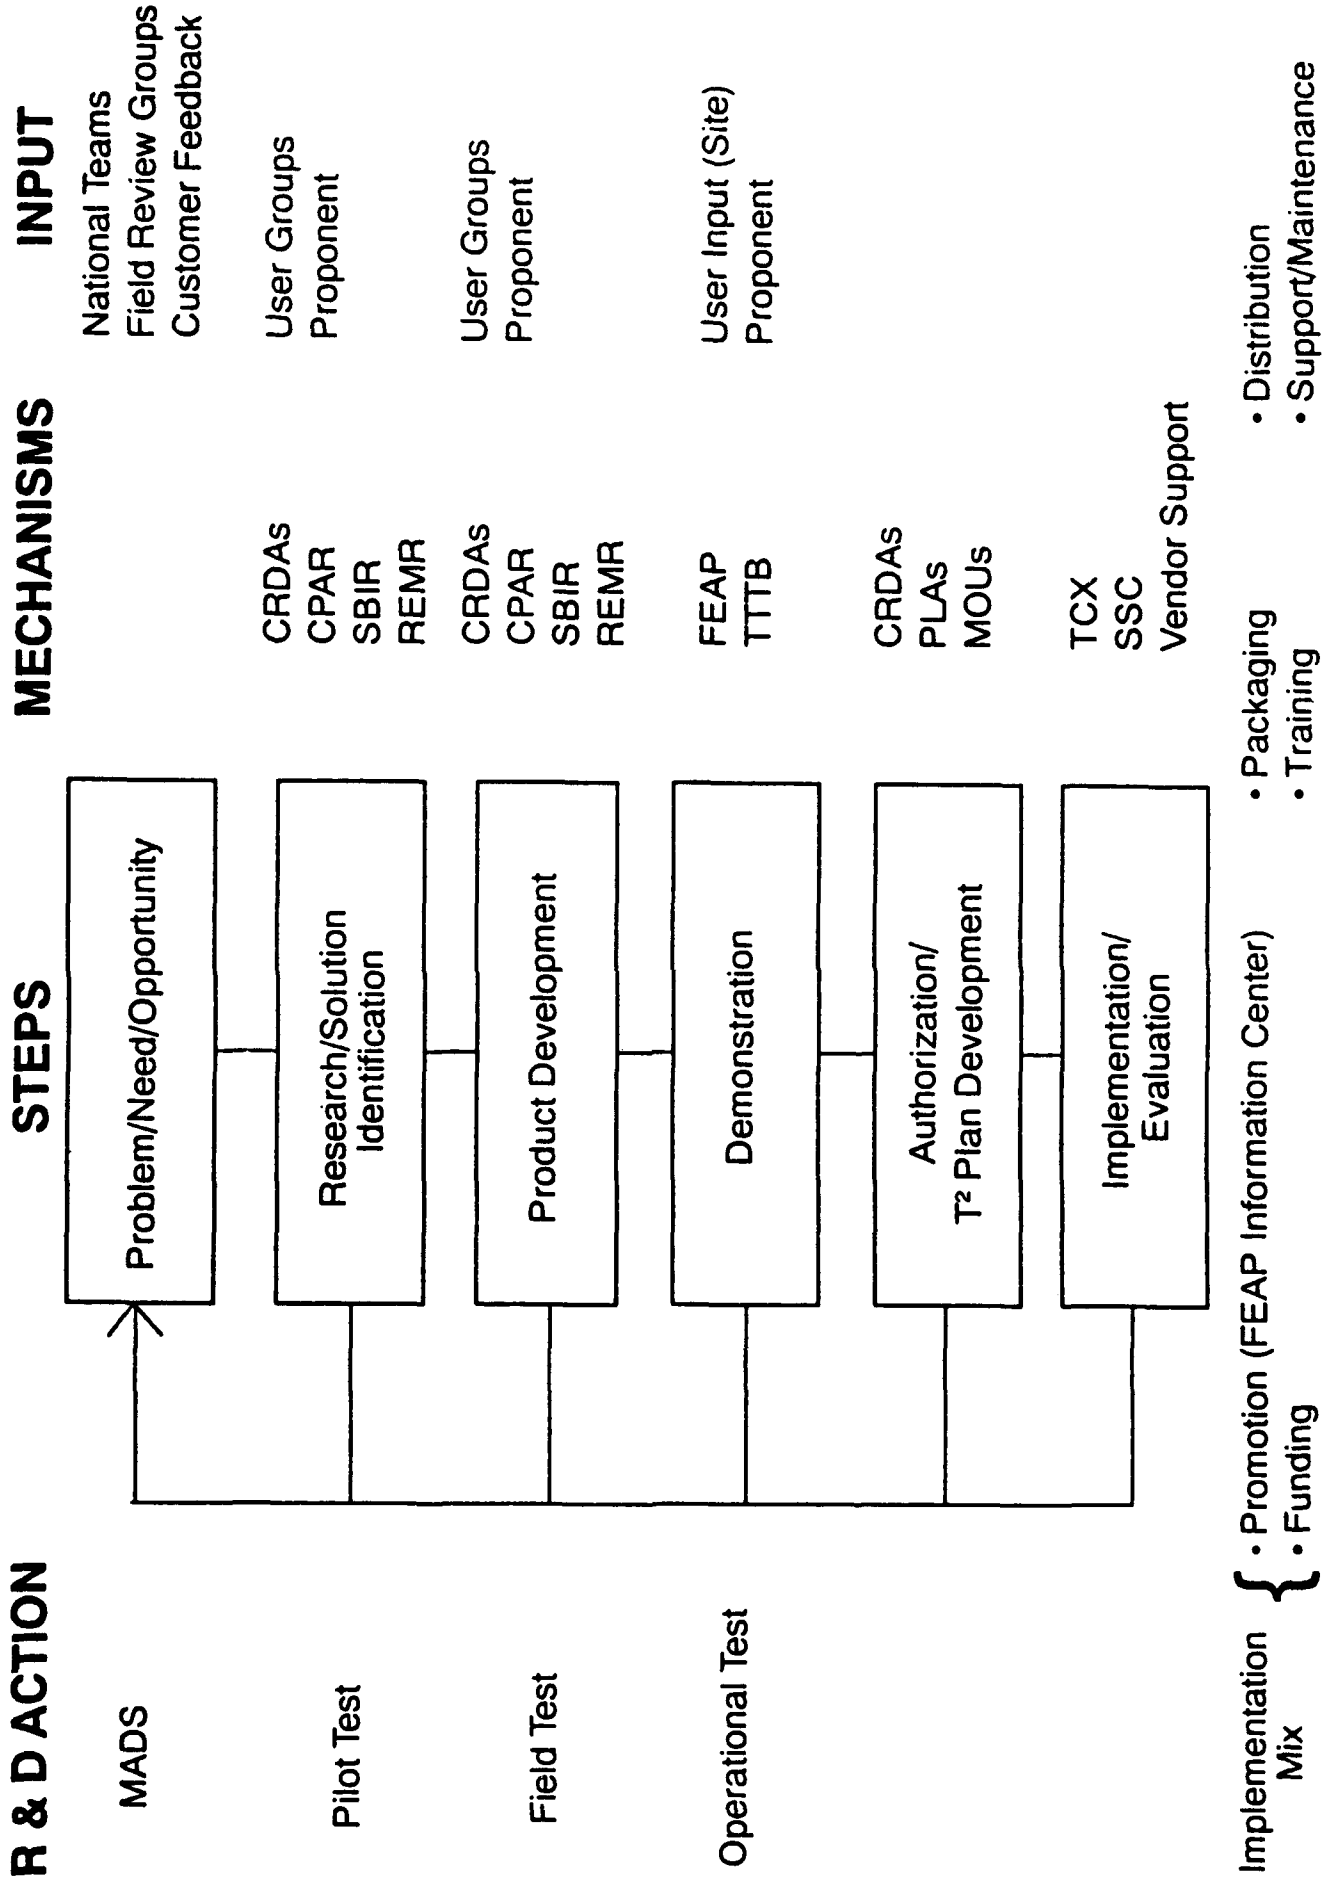 R & D ACTION
STEPS
MECHANISMS
INPUT
MADS
Problem/Need/Opportunity
National Teams
Field Review Groups
Customer Feedback
Pilot Test
Research/Solution
Identification
CRDAs
CPAR
SBIR
REMR
User Groups
Proponent
Field Test
Product Development
CRDAs
CPAR
SBIR
REMR
User Groups
Proponent
Operational Test
Demonstration
FEAP
TTTB
User Input (Site)
Proponent
Authorization/
T² Plan Development
CRDAs
PLAs
MOUs
Implementation/
Evaluation
TCX
SSC
Vendor Support
Implementation
Mix
{
• Promotion (FEAP Information Center)
• Funding
• Packaging
• Training
• Distribution
• Support/Maintenance